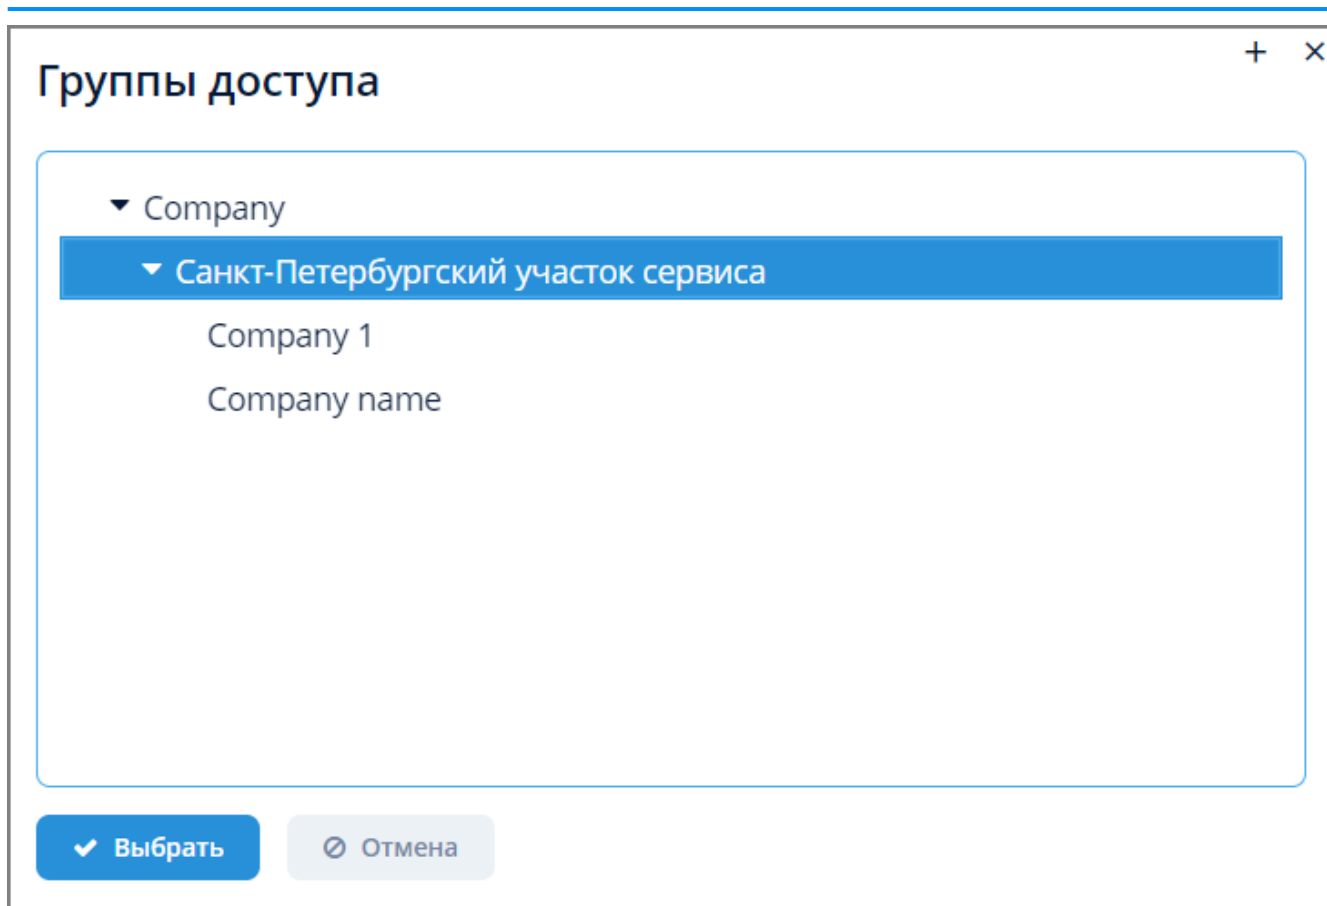 Группы доступа
Company
Санкт-Петербургский участок сервиса
Company 1
Company name
Выбрать
Отмена